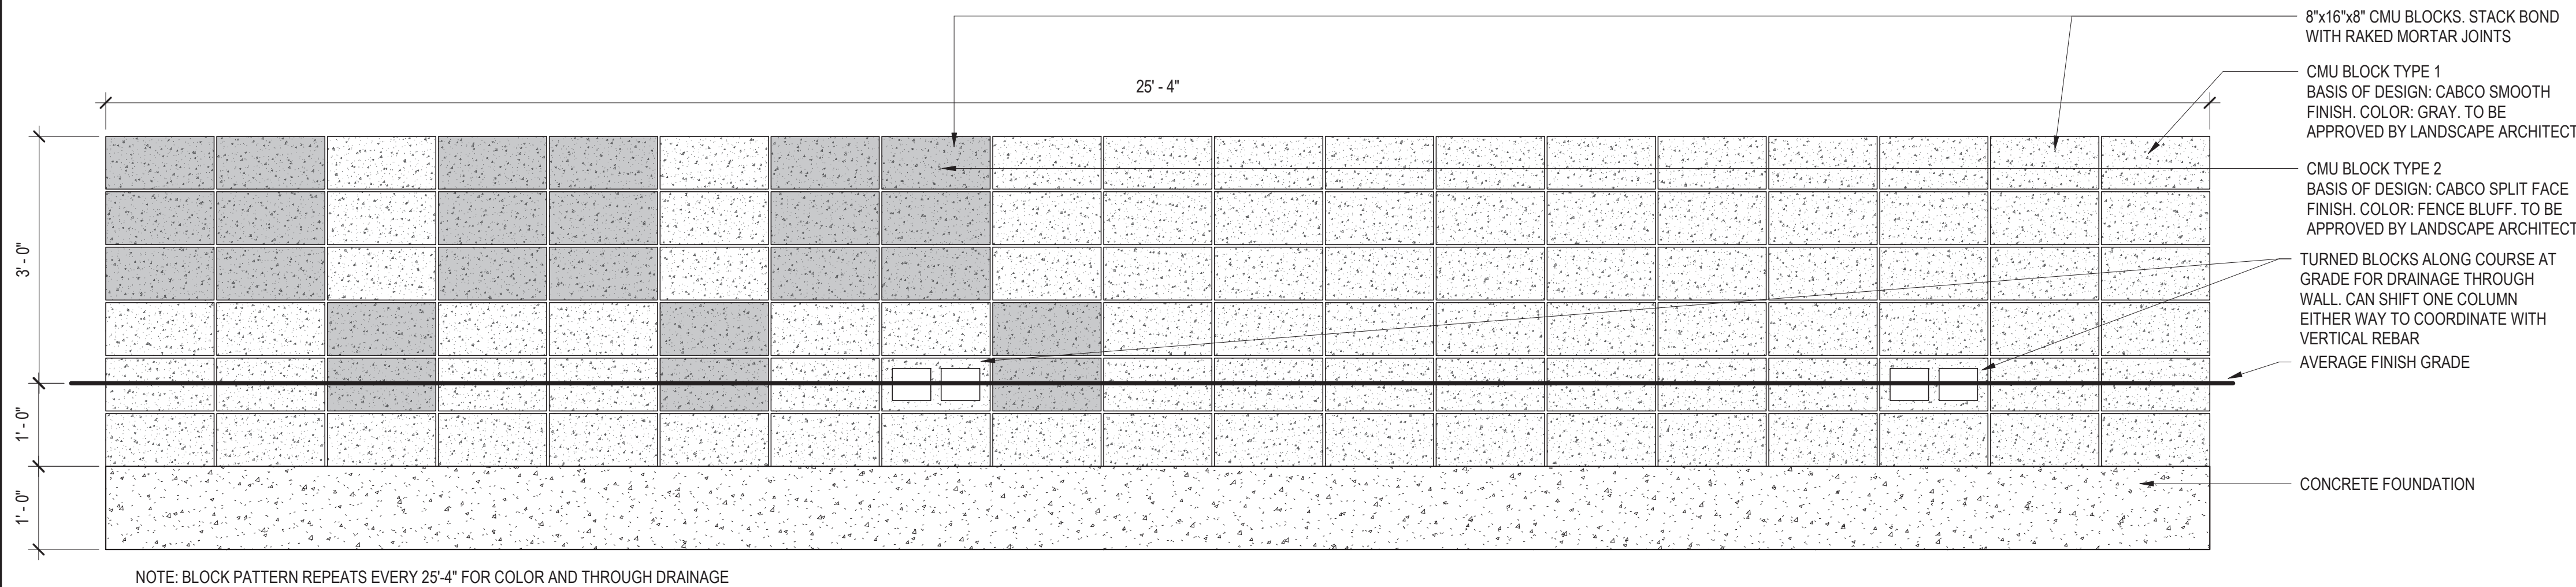 8"x16"x8" CMU BLOCKS. STACK BOND
WITH RAKED MORTAR JOINTS
25' - 4"
CMU BLOCK TYPE 1
BASIS OF DESIGN: CABCO SMOOTH
FINISH. COLOR: GRAY. TO BE
APPROVED BY LANDSCAPE ARCHITECT
CMU BLOCK TYPE 2
BASIS OF DESIGN: CABCO SPLIT FACE
FINISH. COLOR: FENCE BLUFF. TO BE
APPROVED BY LANDSCAPE ARCHITECT
3' - 0"
TURNED BLOCKS ALONG COURSE AT
GRADE FOR DRAINAGE THROUGH
WALL. CAN SHIFT ONE COLUMN
EITHER WAY TO COORDINATE WITH
VERTICAL REBAR
AVERAGE FINISH GRADE
1' - 0"
CONCRETE FOUNDATION
1' - 0"
NOTE: BLOCK PATTERN REPEATS EVERY 25'-4" FOR COLOR AND THROUGH DRAINAGE